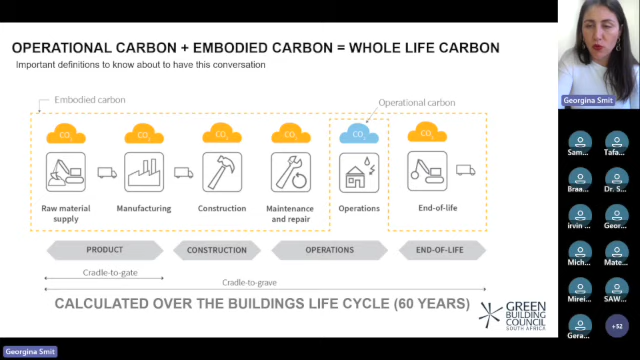 OPERATIONAL CARBON + EMBODIED CARBON = WHOLE LIFE CARBON
Important definitions to know about to have this conversation
Embodied carbon
Operational carbon
CO₂ CO₂ CO₂ CO₂ CO₂ CO₂
Raw material supply
Manufacturing
Construction
Maintenance and repair
Operations
End-of-life
PRODUCT
CONSTRUCTION
OPERATIONS
END-OF-LIFE
Cradle-to-gate
Cradle-to-grave
CALCULATED OVER THE BUILDINGS LIFE CYCLE (60 YEARS)
GREEN
BUILDING
COUNCIL
SOUTH AFRICA
Georgina Smit
Sam...
Tafa...
Braa...
Dr. S...
irvin ...
Geor...
Mich...
Mate...
Mirei...
SAW...
Gera...
+52
Georgina Smit